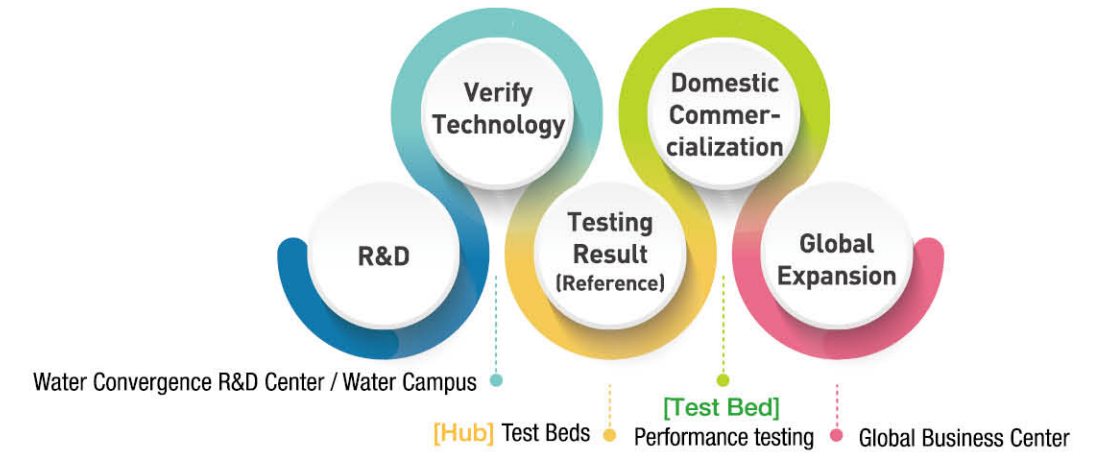 Verify
Technology
Domestic
Commer-
cialization
R&D
Testing
Result
(Reference)
Global
Expansion
Water Convergence R&D Center / Water Campus
[Hub] Test Beds
[Test Bed]
Performance testing
Global Business Center